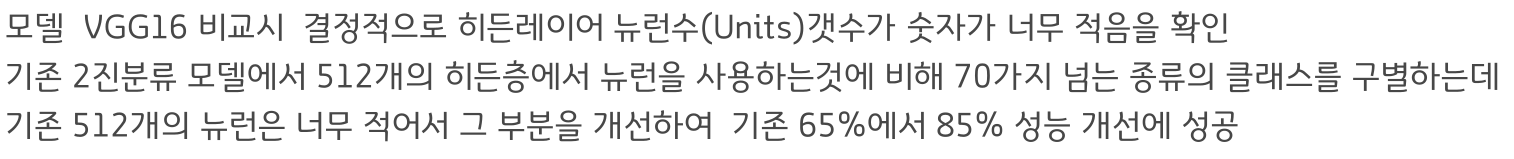 모델  VGG16 비교시  결정적으로 히든레이어 뉴런수(Units)갯수가 숫자가 너무 적음을 확인
기존 2진분류 모델에서 512개의 히든층에서 뉴런을 사용하는것에 비해 70가지 넘는 종류의 클래스를 구별하는데
기존 512개의 뉴런은 너무 적어서 그 부분을 개선하여  기존 65%에서 85% 성능 개선에 성공